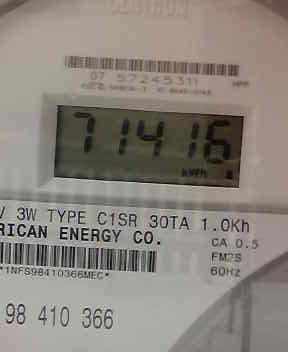 CENTRON
07 57245311
71416
kWh
V 3W TYPE C1SR 30TA 1.0Kh
RICAN ENERGY CO.
CA 0.5
FM2S
60Hz
*1NFS98410366MEC*
98 410 366